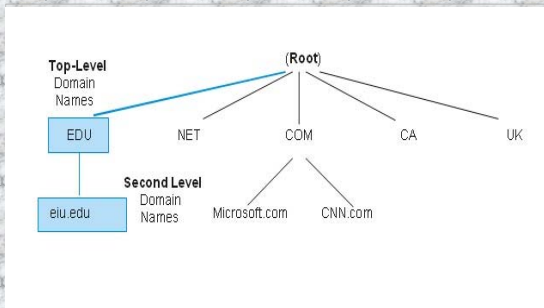 (Root)
Top-Level
Domain
Names
EDU
NET
COM
CA
UK
Second Level
Domain
Names
eiu.edu
Microsoft.com
CNN.com